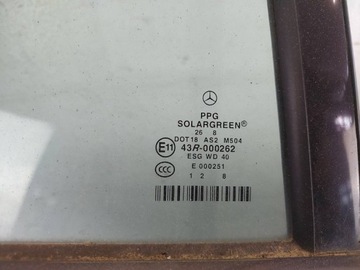 PPG
SOLARGREEN®
26 8
DOT18 AS2 M504
E11 43R-000262
ESG WD 40
CCC E 000251
1 2 8